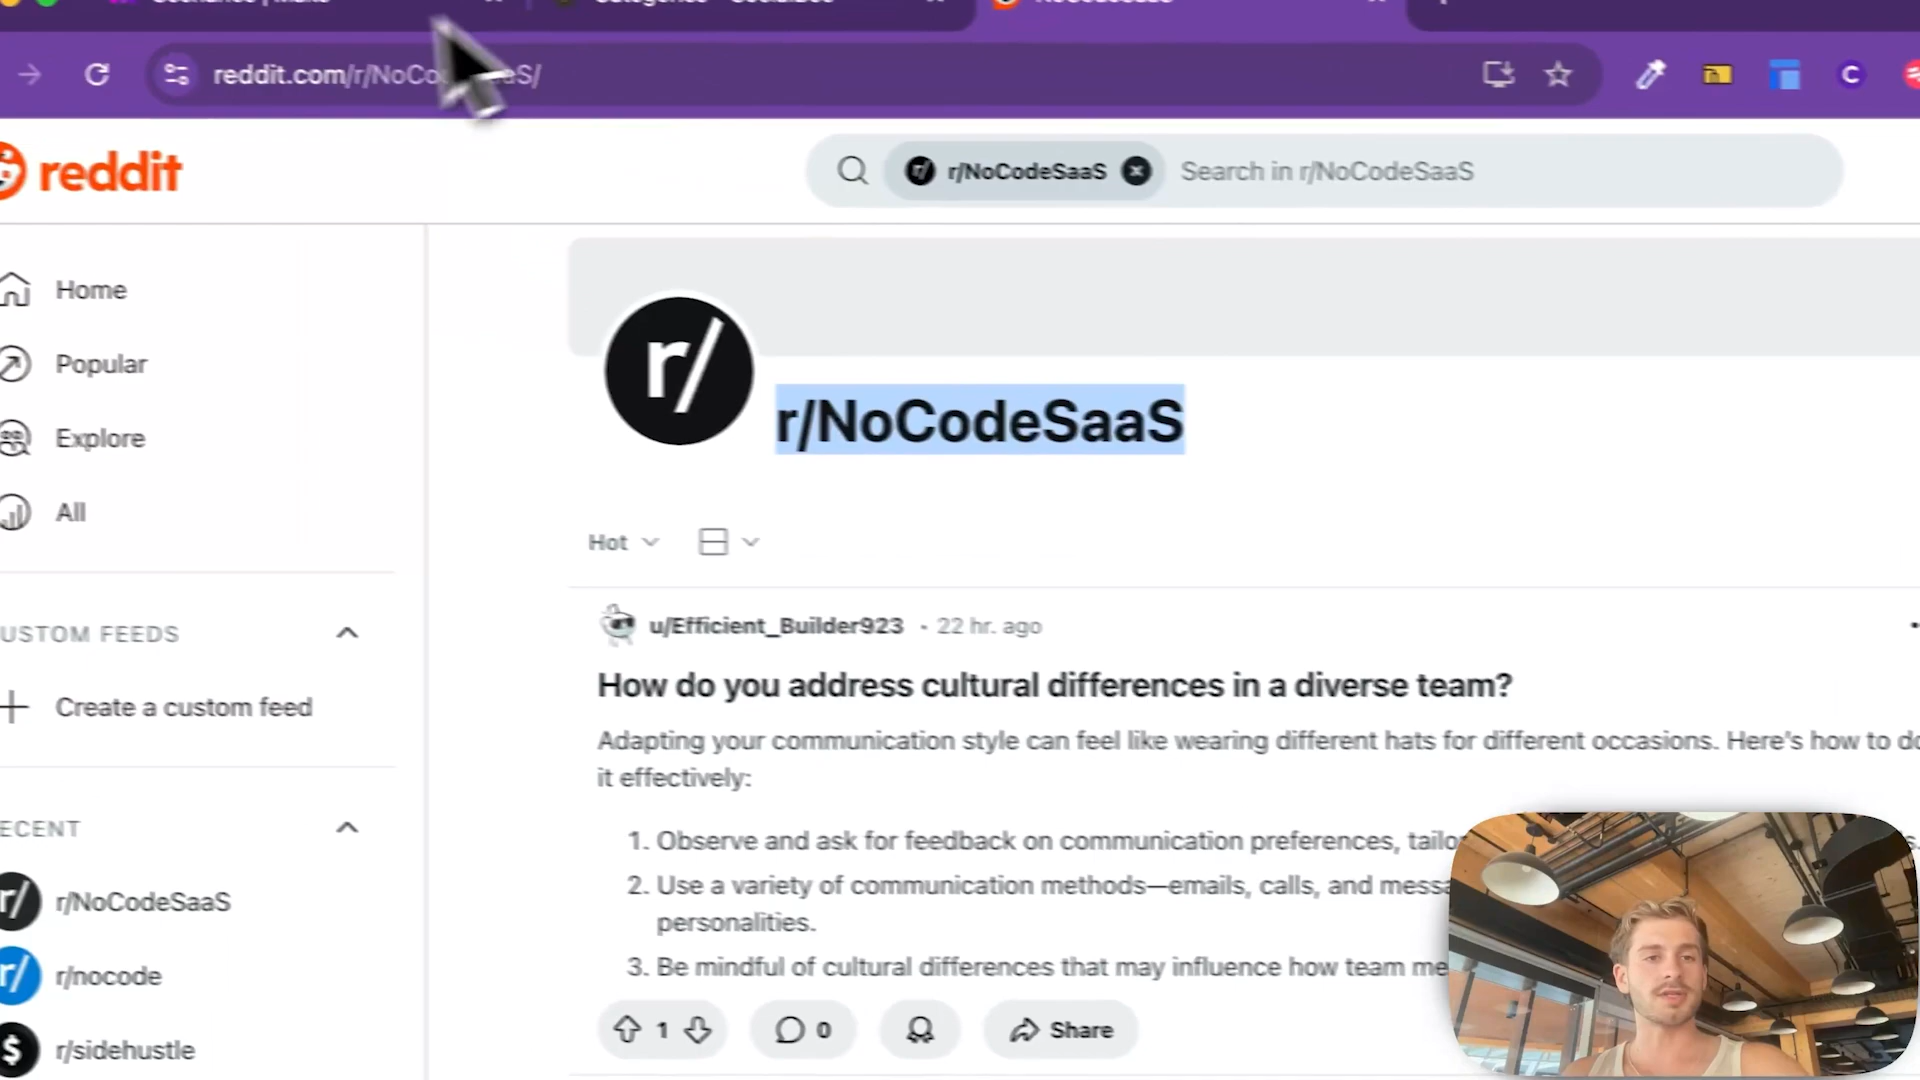 reddit.com/r/NoCo
S/
C
reddit
r/NoCodeSaaS
Search in r/NoCodeSaaS
Home
Popular
Explore
All
USTOM FEEDS
Create a custom feed
ECENT
r/NoCodeSaaS
r/nocode
r/sidehustle
r/
r/NoCodeSaaS
Hot
u/Efficient_Builder923 • 22 hr. ago
How do you address cultural differences in a diverse team?
Adapting your communication style can feel like wearing different hats for different occasions. Here's how to do
it effectively:
1. Observe and ask for feedback on communication preferences, tailo
2. Use a variety of communication methods—emails, calls, and messa
personalities.
3. Be mindful of cultural differences that may influence how team me
1
0
Share